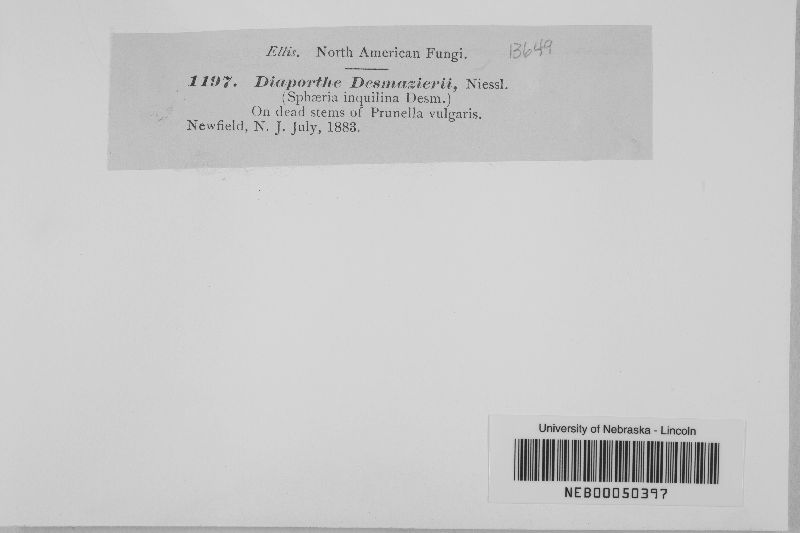 Ellis. North American Fungi. 13649
1197. Diaporthe Desmazierii, Niessl.
(Sphæria inquilina Desm.)
On dead stems of Prunella vulgaris.
Newfield, N. J. July, 1883.
University of Nebraska - Lincoln
NEB00050397